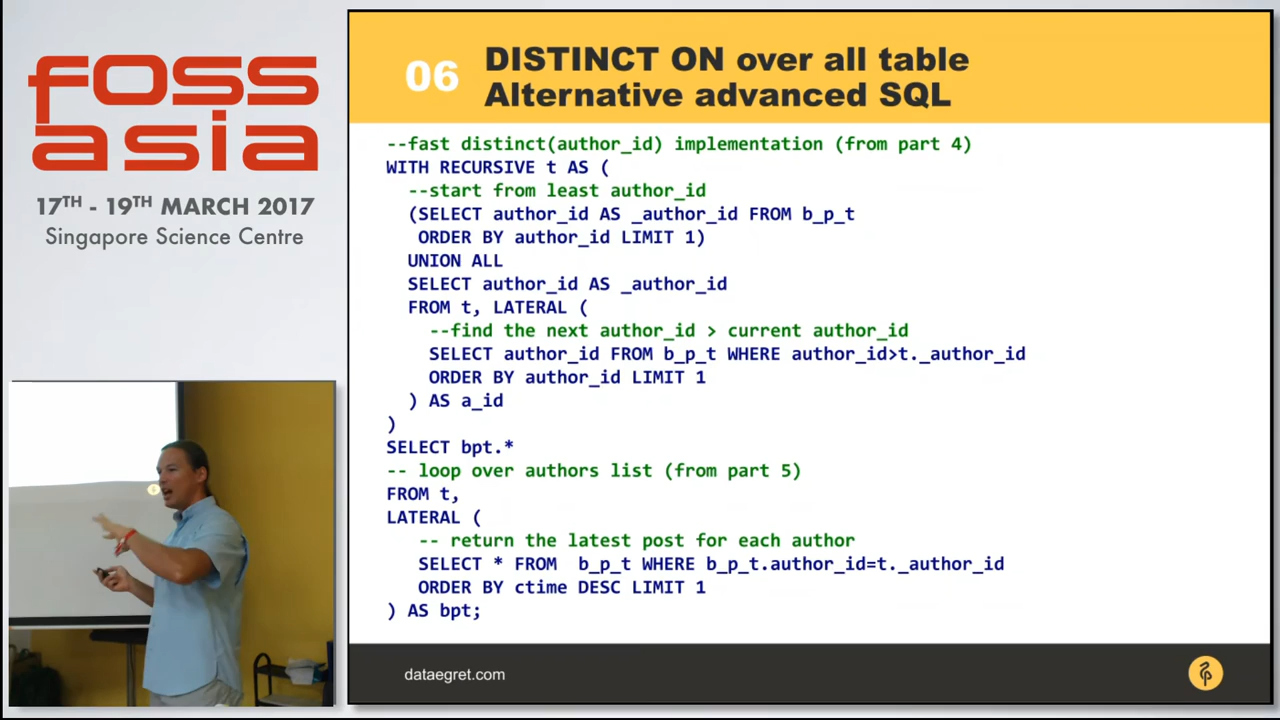 foss
asia
17TH - 19TH MARCH 2017
Singapore Science Centre
06
DISTINCT ON over all table
Alternative advanced SQL
--fast distinct(author_id) implementation (from part 4)
WITH RECURSIVE t AS (
  --start from least author_id
  (SELECT author_id AS _author_id FROM b_p_t
   ORDER BY author_id LIMIT 1)
  UNION ALL
  SELECT author_id AS _author_id
  FROM t, LATERAL (
    --find the next author_id > current author_id
    SELECT author_id FROM b_p_t WHERE author_id>t._author_id
    ORDER BY author_id LIMIT 1
  ) AS a_id
)
SELECT bpt.*
-- loop over authors list (from part 5)
FROM t,
LATERAL (
   -- return the latest post for each author
   SELECT * FROM  b_p_t WHERE b_p_t.author_id=t._author_id
   ORDER BY ctime DESC LIMIT 1
) AS bpt;
dataegret.com